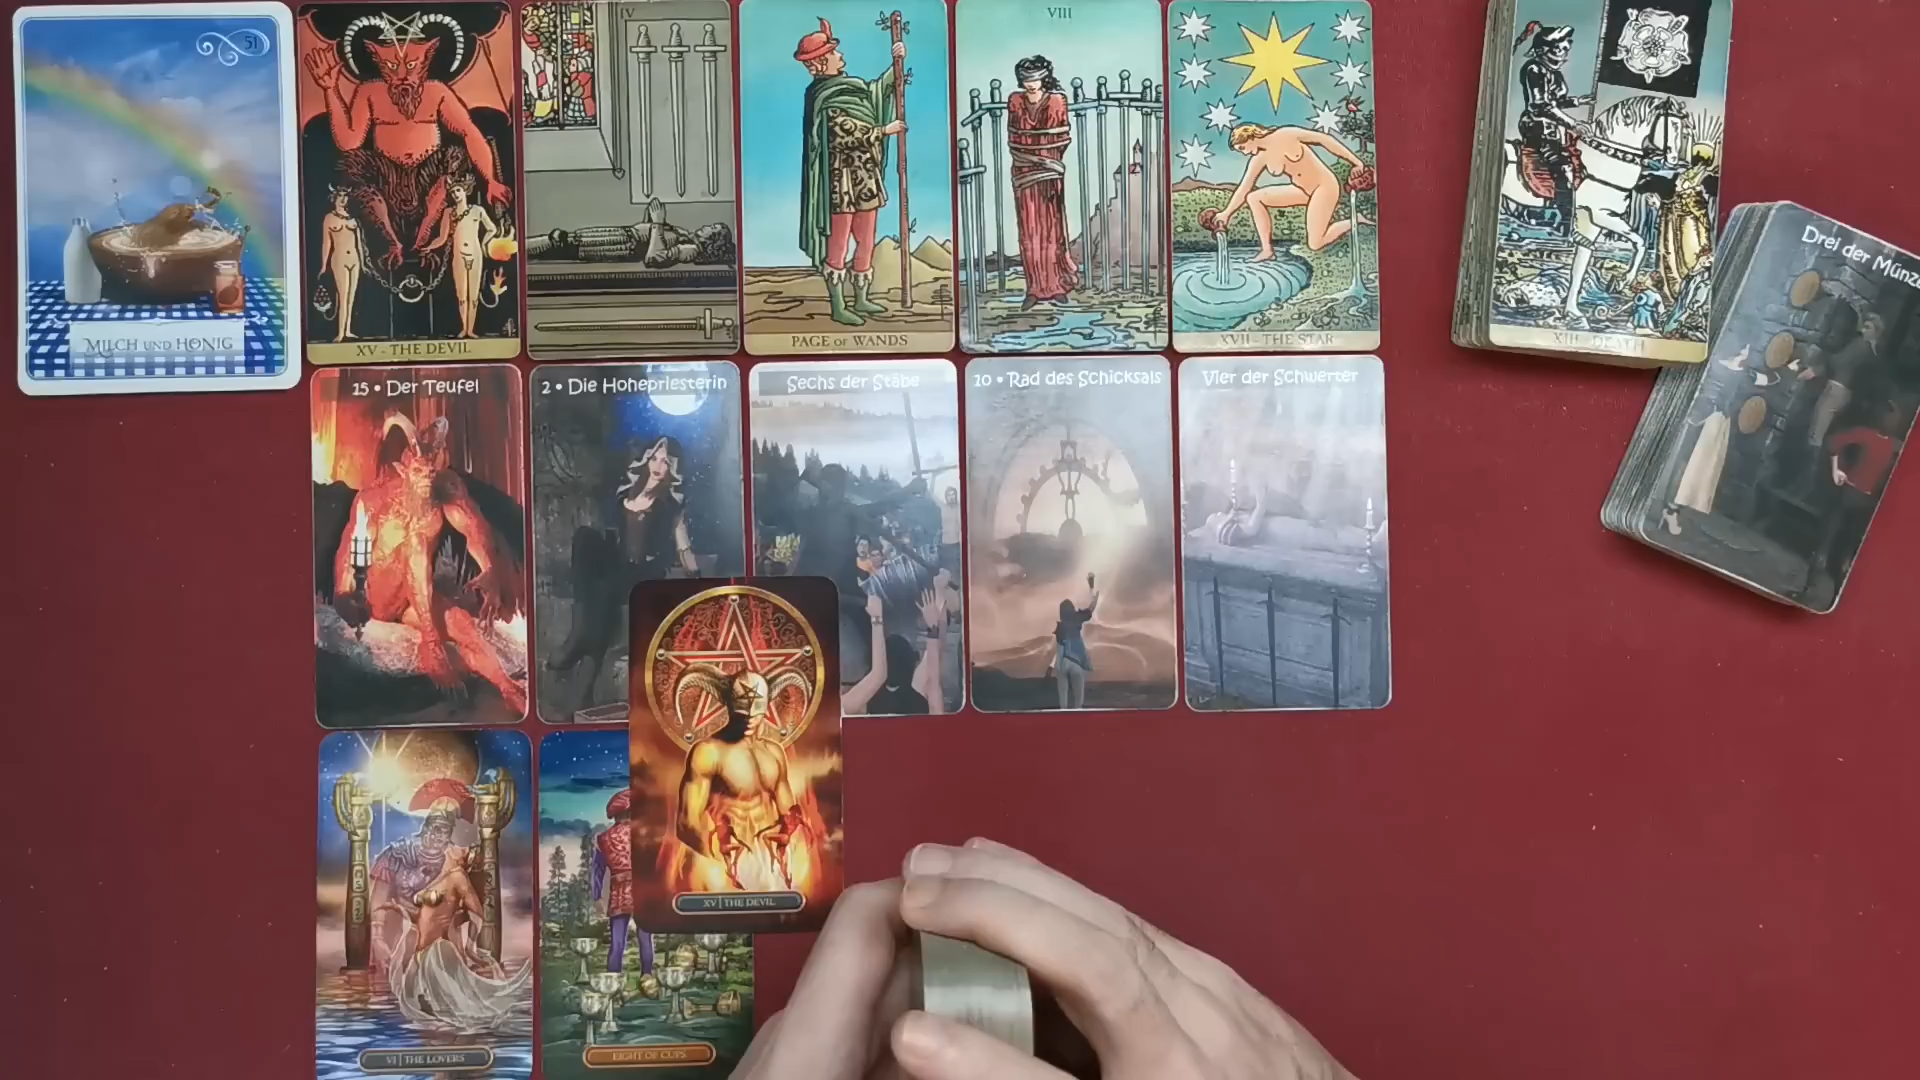 51
MILCH UND HONIG
XV - THE DEVIL
IV
PAGE OF WANDS
VIII
XVII - THE STAR
XIII - DEATH
Drei der Münz
15 • Der Teufel
2 • Die Hohepriesterin
Sechs der Stäbe
10 • Rad des Schicksals
Vier der Schwerter
XV | THE DEVIL
VI | THE LOVERS
EIGHT OF CUPS